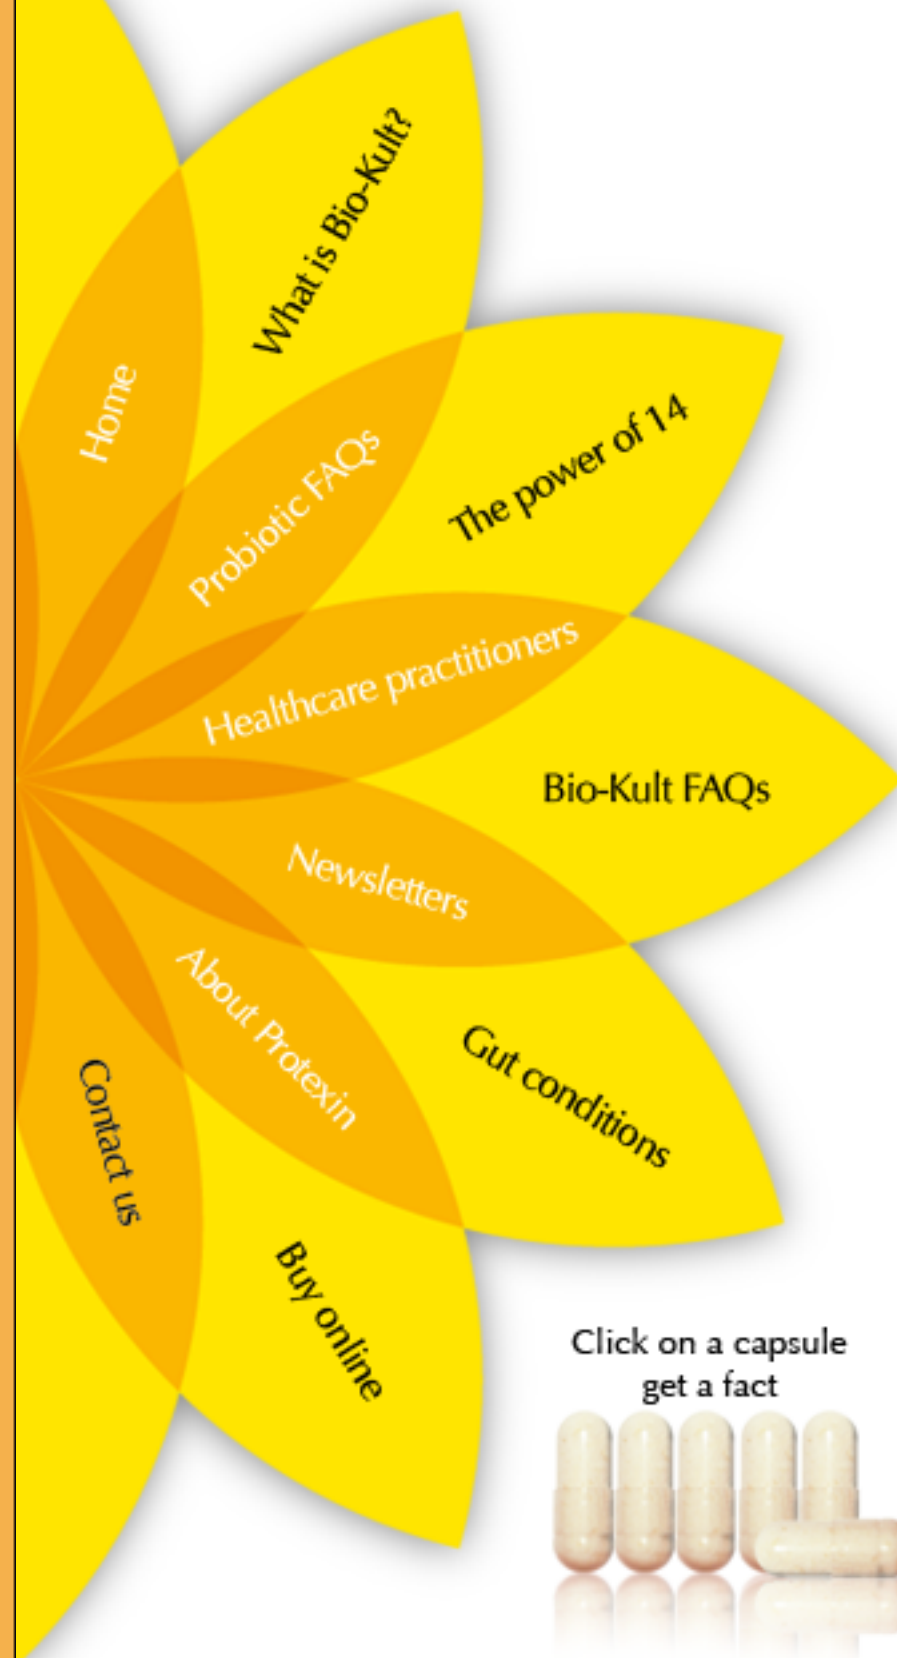 What is Bio-Kult?
Home
The power of 14
Probiotic FAQs
Healthcare practitioners
Bio-Kult FAQs
Newsletters
About Protexin
Gut conditions
Contact us
Buy online
Click on a capsule
get a fact